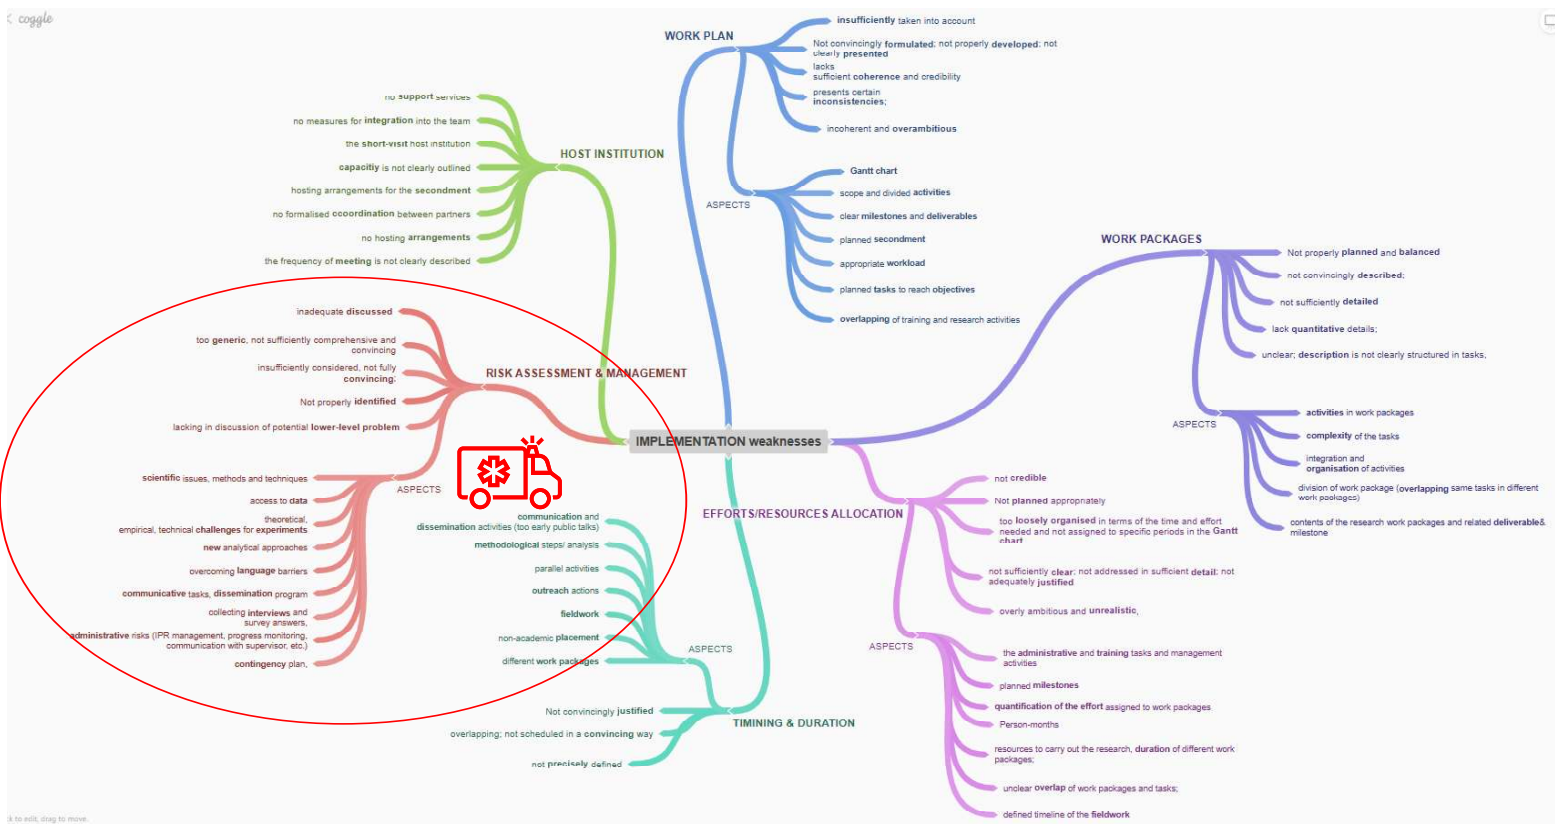 coggle
WORK PLAN
insufficiently taken into account
Not convincingly formulated; not properly developed; not
clearly presented
lacks
sufficient coherence and credibility
presents certain
inconsistencies;
incoherent and overambitious
ASPECTS
Gantt chart
scope and divided activities
clear milestones and deliverables
planned secondment
appropriate workload
planned tasks to reach objectives
overlapping of training and research activities
HOST INSTITUTION
no support services
no measures for integration into the team
the short-visit host institution
capacitiy is not clearly outlined
hosting arrangements for the secondment
no formalised ccoordination between partners
no hosting arrangements
the frequency of meeting is not clearly described
WORK PACKAGES
Not properly planned and balanced
not convincingly described;
not sufficiently detailed
lack quantitative details;
unclear; description is not clearly structured in tasks,
ASPECTS
activities in work packages
complexity of the tasks
integration and
organisation of activities
division of work package (overlapping same tasks in different
work packages)
contents of the research work packages and related deliverable&
milestone
RISK ASSESSMENT & MANAGEMENT
inadequate discussed
too generic, not sufficiently comprehensive and
convincing
insufficiently considered, not fully
convincing;
Not properly identified
lacking in discussion of potential lower-level problem
ASPECTS
scientific issues, methods and techniques
access to data
theoretical,
empirical, technical challenges for experiments
new analytical approaches
overcoming language barriers
communicative tasks, dissemination program
collecting interviews and
survey answers,
administrative risks (IPR management, progress monitoring,
communication with supervisor, etc.)
contingency plan,
IMPLEMENTATION weaknesses
EFFORTS/RESOURCES ALLOCATION
not credible
Not planned appropriately
too loosely organised in terms of the time and effort
needed and not assigned to specific periods in the Gantt
chart
not sufficiently clear; not addressed in sufficient detail; not
adequately justified
overly ambitious and unrealistic,
ASPECTS
the administrative and training tasks and management
activities
planned milestones
quantification of the effort assigned to work packages
Person-months
resources to carry out the research, duration of different work
packages;
unclear overlap of work packages and tasks;
defined timeline of the fieldwork
communication and
dissemination activities (too early public talks)
methodological steps/ analysis
parallel activities
outreach actions
fieldwork
non-academic placement
different work packages
ASPECTS
Not convincingly justified
overlapping; not scheduled in a convincing way
not precisely defined
TIMINING & DURATION
k to edit, drag to move.